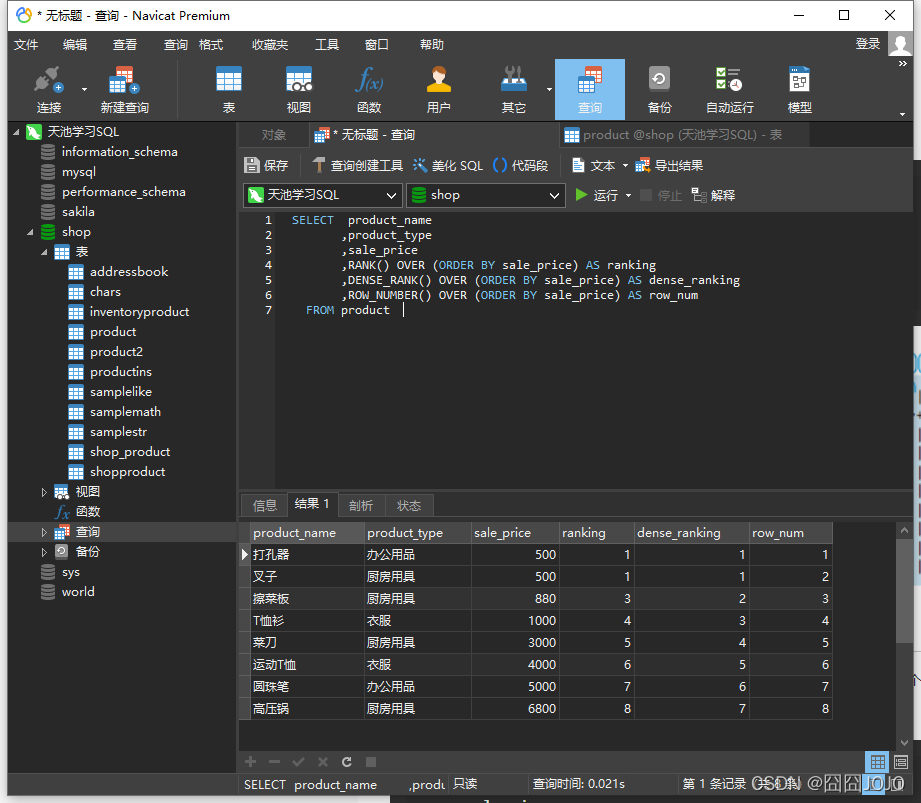 * 无标题 - 查询 - Navicat Premium
文件 编辑 查看 查询 格式 收藏夹 工具 窗口 帮助 登录
连接 新建查询 表 视图 函数 用户 其它 查询 备份 自动运行 模型
天池学习SQL
information_schema
mysql
performance_schema
sakila
shop
表
addressbook
chars
inventoryproduct
product
product2
productins
samplelike
samplemath
samplestr
shop_product
shopproduct
视图
函数
查询
备份
sys
world
对象 * 无标题 - 查询 product @shop (天池学习SQL) - 表
保存 查询创建工具 美化 SQL 代码段 文本 导出结果
天池学习SQL shop 运行 停止 解释
1 SELECT product_name
2 ,product_type
3 ,sale_price
4 ,RANK() OVER (ORDER BY sale_price) AS ranking
5 ,DENSE_RANK() OVER (ORDER BY sale_price) AS dense_ranking
6 ,ROW_NUMBER() OVER (ORDER BY sale_price) AS row_num
7 FROM product
信息 结果 1 剖析 状态
product_name product_type sale_price ranking dense_ranking row_num
打孔器 办公用品 500 1 1 1
叉子 厨房用具 500 1 1 2
擦菜板 厨房用具 880 3 2 3
T恤衫 衣服 1000 4 3 4
菜刀 厨房用具 3000 5 4 5
运动T恤 衣服 4000 6 5 6
圆珠笔 办公用品 5000 7 6 7
高压锅 厨房用具 6800 8 7 8
SELECT product_name ,produ 只读 查询时间: 0.021s 第 1 条记录 (共 8 条)
CSDN @囧囧JOJO